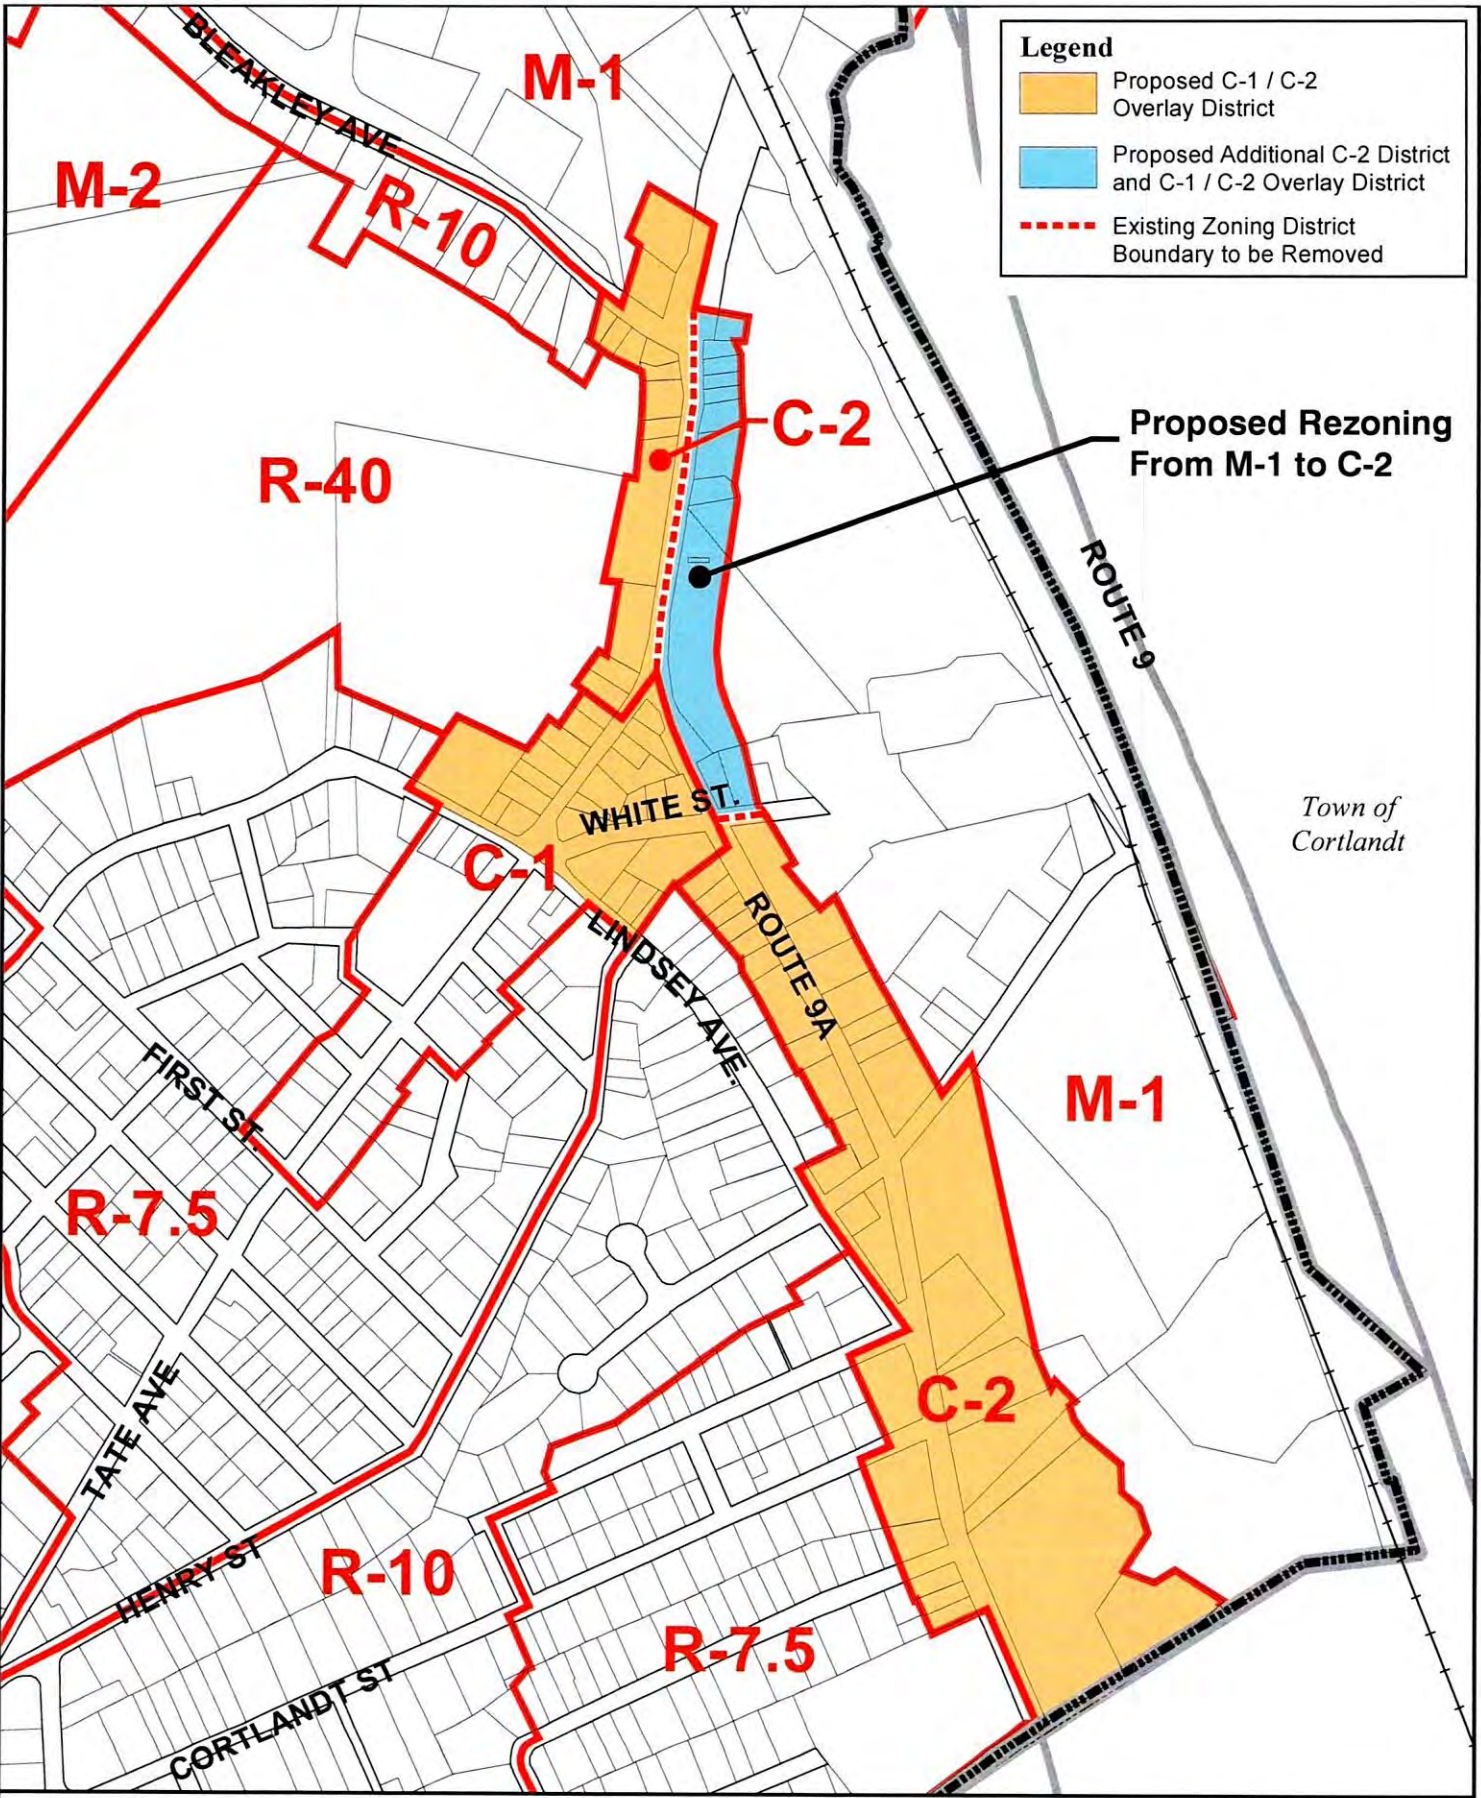 BLEAKLEY AVE
M-1
Legend
Proposed C-1 / C-2
Overlay District
Proposed Additional C-2 District
and C-1 / C-2 Overlay District
Existing Zoning District
Boundary to be Removed
M-2
R-10
C-2
Proposed Rezoning
From M-1 to C-2
R-40
ROUTE 9
WHITE ST.
Town of
Cortlandt
C-1
LINDSEY AVE.
ROUTE 9A
FIRST ST.
M-1
R-7.5
C-2
TATE AVE
HENRY ST
R-10
R-7.5
CORTLANDT ST